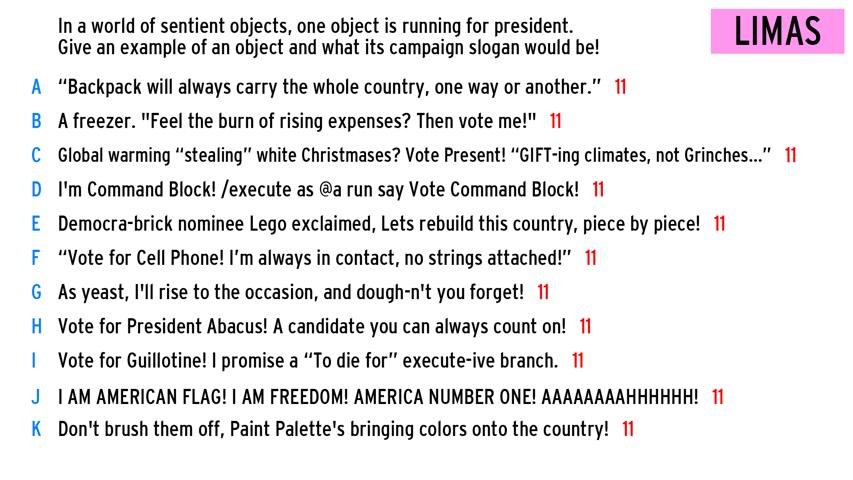 In a world of sentient objects, one object is running for president.
Give an example of an object and what its campaign slogan would be!
LIMAS
A “Backpack will always carry the whole country, one way or another.” 11
B A freezer. "Feel the burn of rising expenses? Then vote me!" 11
C Global warming “stealing” white Christmases? Vote Present! “GIFT-ing climates, not Grinches...” 11
D I'm Command Block! /execute as @a run say Vote Command Block! 11
E Democra-brick nominee Lego exclaimed, Lets rebuild this country, piece by piece! 11
F “Vote for Cell Phone! I’m always in contact, no strings attached!” 11
G As yeast, I'll rise to the occasion, and dough-n't you forget! 11
H Vote for President Abacus! A candidate you can always count on! 11
I Vote for Guillotine! I promise a “To die for” execute-ive branch. 11
J I AM AMERICAN FLAG! I AM FREEDOM! AMERICA NUMBER ONE! AAAAAAAAHHHHHH! 11
K Don't brush them off, Paint Palette's bringing colors onto the country! 11